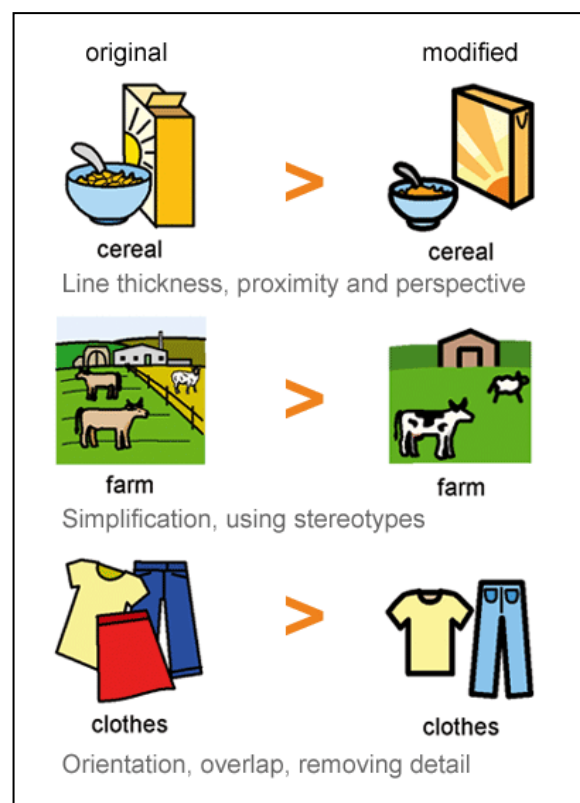 original modified
>
cereal cereal
Line thickness, proximity and perspective
>
farm farm
Simplification, using stereotypes
>
clothes clothes
Orientation, overlap, removing detail